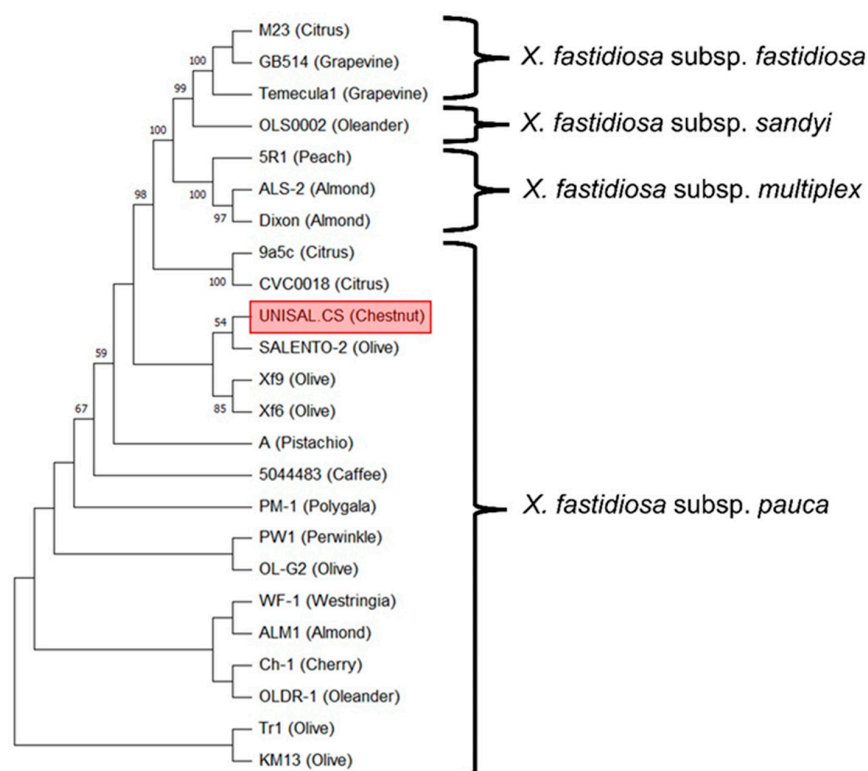 M23 (Citrus)
GB514 (Grapevine)
Temecula1 (Grapevine)
OLS0002 (Oleander)
5R1 (Peach)
ALS-2 (Almond)
Dixon (Almond)
9a5c (Citrus)
CVC0018 (Citrus)
UNISAL.CS (Chestnut)
SALENTO-2 (Olive)
Xf9 (Olive)
Xf6 (Olive)
A (Pistachio)
5044483 (Caffee)
PM-1 (Polygala)
PW1 (Perwinkle)
OL-G2 (Olive)
WF-1 (Westringia)
ALM1 (Almond)
Ch-1 (Cherry)
OLDR-1 (Oleander)
Tr1 (Olive)
KM13 (Olive)
100
99
100
100
97
98
100
54
85
59
67
X. fastidiosa subsp. fastidiosa
X. fastidiosa subsp. sandyi
X. fastidiosa subsp. multiplex
X. fastidiosa subsp. pauca